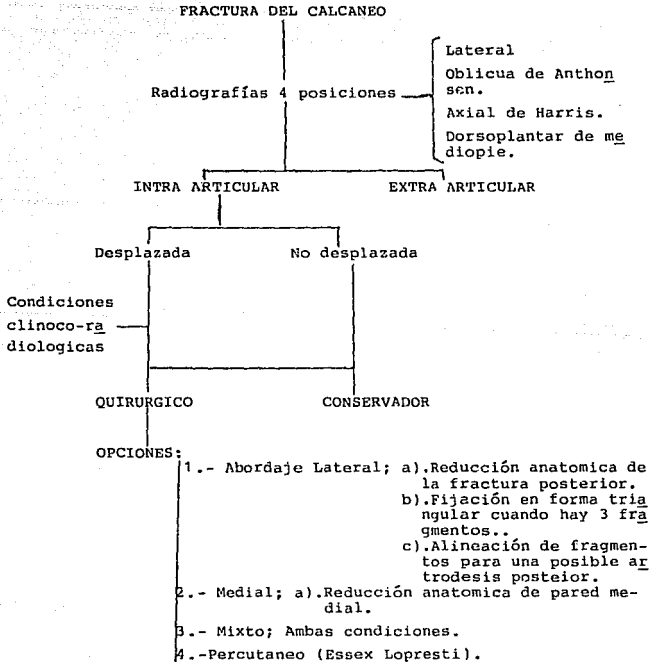 FRACTURA DEL CALCANEO
Radiografías 4 posiciones
Lateral
Oblicua de Anthon
sen.
Axial de Harris.
Dorsoplantar de me
diopie.
INTRA ARTICULAR
EXTRA ARTICULAR
Desplazada
No desplazada
Condiciones
clinoco-ra
diologicas
QUIRURGICO
CONSERVADOR
OPCIONES:
1.- Abordaje Lateral; a).Reducción anatomica de
la fractura posterior.
b).Fijación en forma tria
ngular cuando hay 3 fra
gmentos..
c).Alineación de fragmen-
tos para una posible ar
trodesis posteior.
2.- Medial; a).Reducción anatomica de pared me-
dial.
3.- Mixto; Ambas condiciones.
4.-Percutaneo (Essex Lopresti).